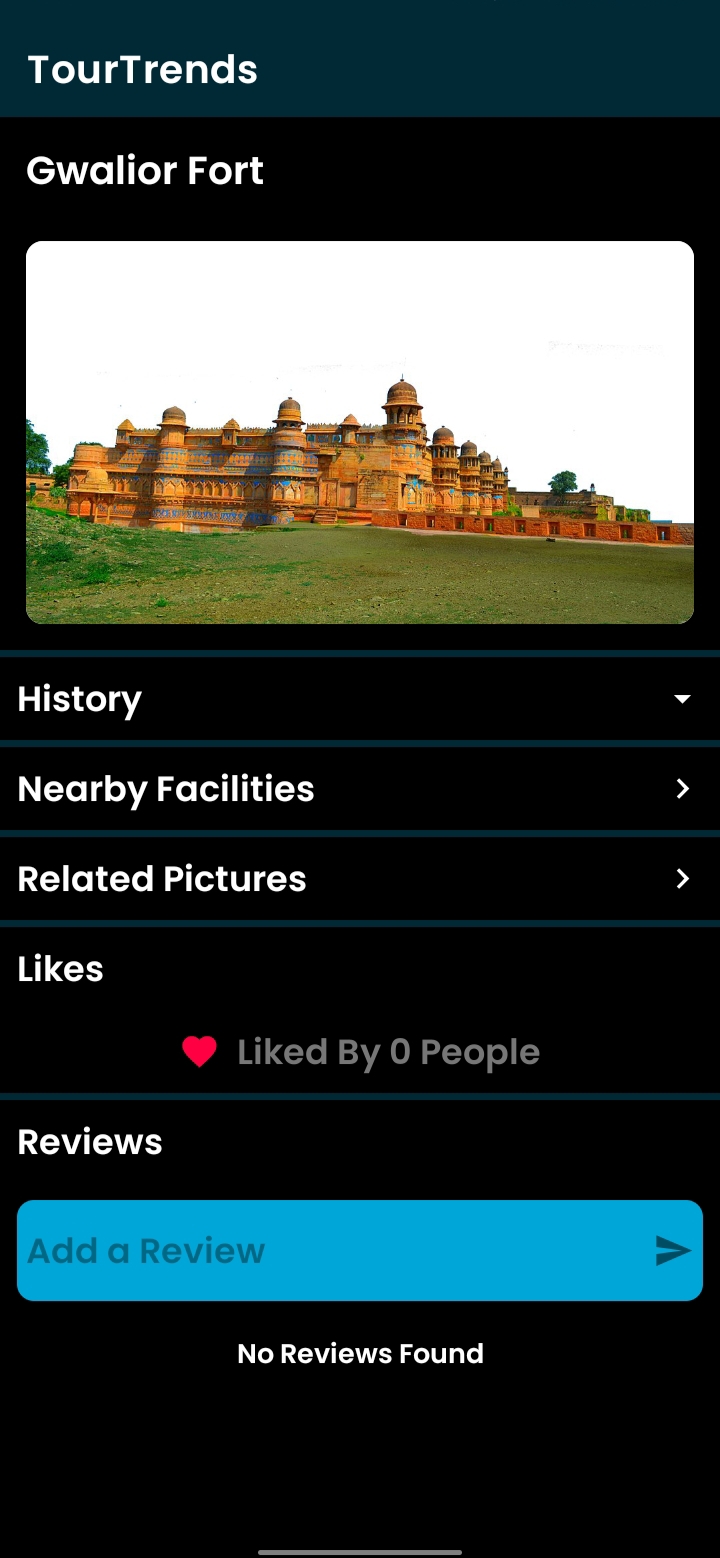 TourTrends
Gwalior Fort
History
Nearby Facilities
Related Pictures
Likes
Liked By 0 People
Reviews
Add a Review
No Reviews Found